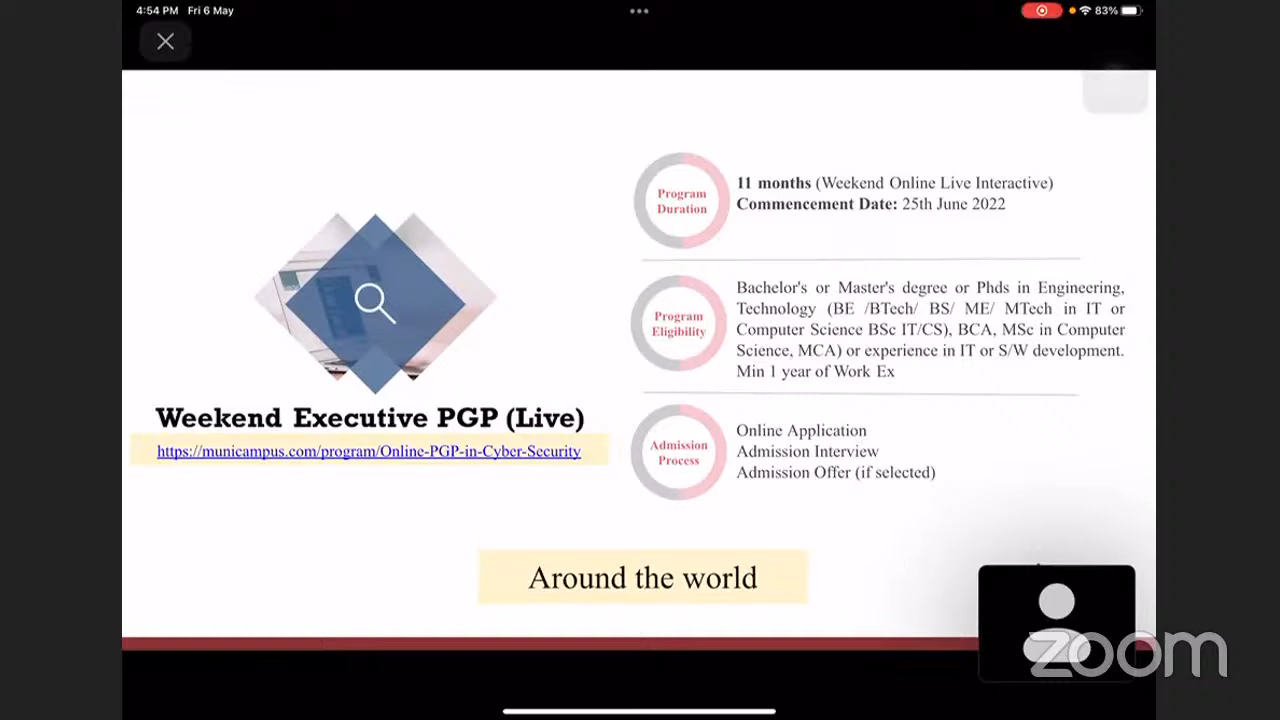 4:54 PM Fri 6 May
83%
Program
Duration
11 months (Weekend Online Live Interactive)
Commencement Date: 25th June 2022
Program
Eligibility
Bachelor's or Master's degree or Phds in Engineering,
Technology (BE /BTech/ BS/ ME/ MTech in IT or
Computer Science BSc IT/CS), BCA, MSc in Computer
Science, MCA) or experience in IT or S/W development.
Min 1 year of Work Ex
Weekend Executive PGP (Live)
https://municampus.com/program/Online-PGP-in-Cyber-Security
Admission
Process
Online Application
Admission Interview
Admission Offer (if selected)
Around the world
zoom